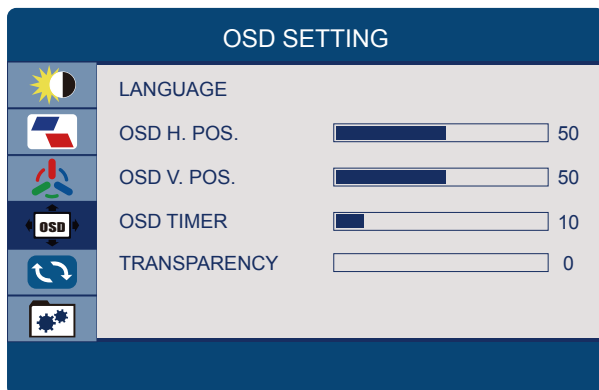 OSD SETTING
LANGUAGE
OSD H. POS. 50
OSD V. POS. 50
OSD
OSD TIMER 10
TRANSPARENCY 0